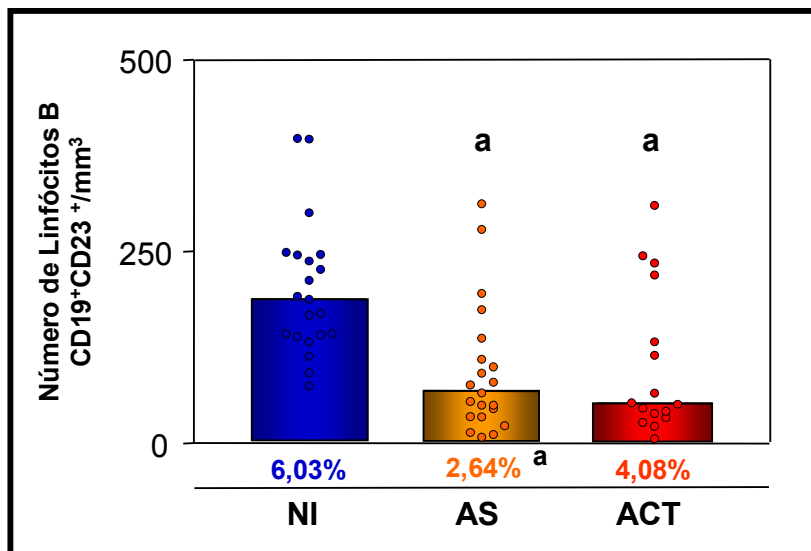 Número de Linfócitos B
CD19⁺CD23 ⁺/mm³
500
250
0
a
a
6,03%
2,64% a
4,08%
NI
AS
ACT